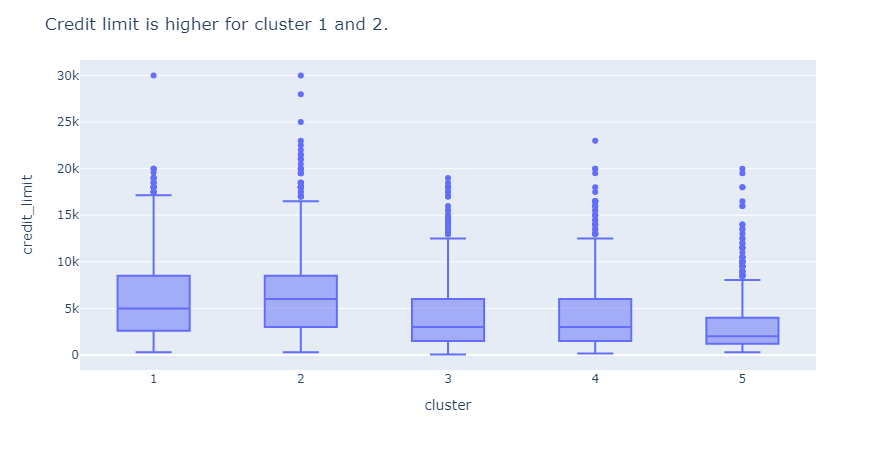 Credit limit is higher for cluster 1 and 2.
30k
25k
20k
15k
10k
5k
0
credit_limit
1 2 3 4 5
cluster